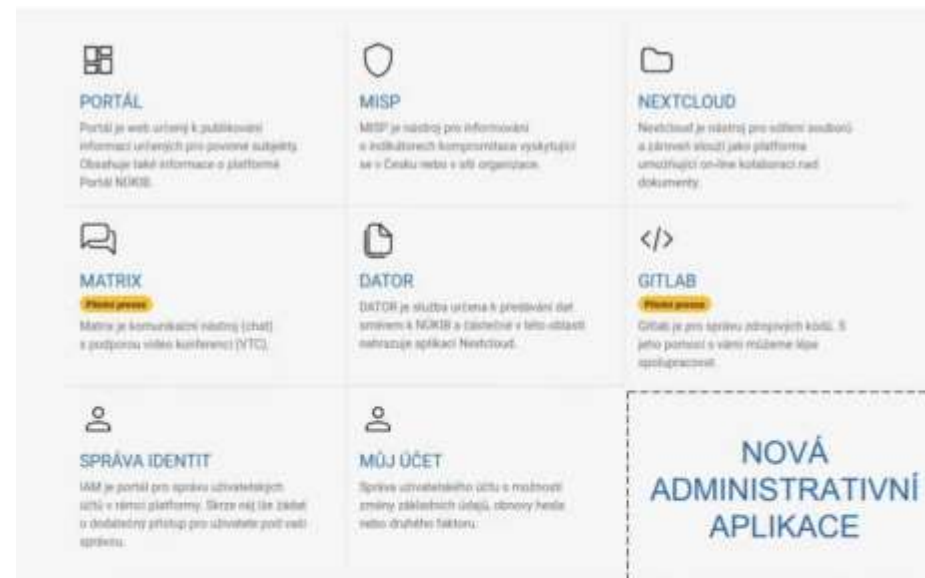 PORTÁL
Portál je web určený k publikování
informací určených pro povinné subjekty.
Obsahuje také informace o platformě
Portál NÚKIB.
MISP
MISP je nástroj pro informování
o indikátorech kompromitace vyskytující
se v Česku nebo v síti organizace.
NEXTCLOUD
Nextcloud je nástroj pro sdílení souborů
a zároveň slouží jako platforma
umožňující on-line kolaboraci nad
dokumenty.
MATRIX
Pilotní provoz
Matrix je komunikační nástroj (chat)
s podporou video konferencí (VTC).
DATOR
DATOR je služba určena k předávání dat
směrem k NÚKIB a částečně v této oblasti
nahrazuje aplikaci Nextcloud.
GITLAB
Pilotní provoz
Gitlab je pro správu zdrojových kódů. S
jeho pomocí s vámi můžeme lépe
spolupracovat.
SPRÁVA IDENTIT
IAM je portál pro správu uživatelských
účtů v rámci platformy. Skrze něj lze žádat
o dodatečný přístup pro uživatele pod vaší
správou.
MŮJ ÚČET
Správa uživatelského účtu s možností
změny základních údajů, obnovy hesla
nebo druhého faktoru.
NOVÁ
ADMINISTRATIVNÍ
APLIKACE